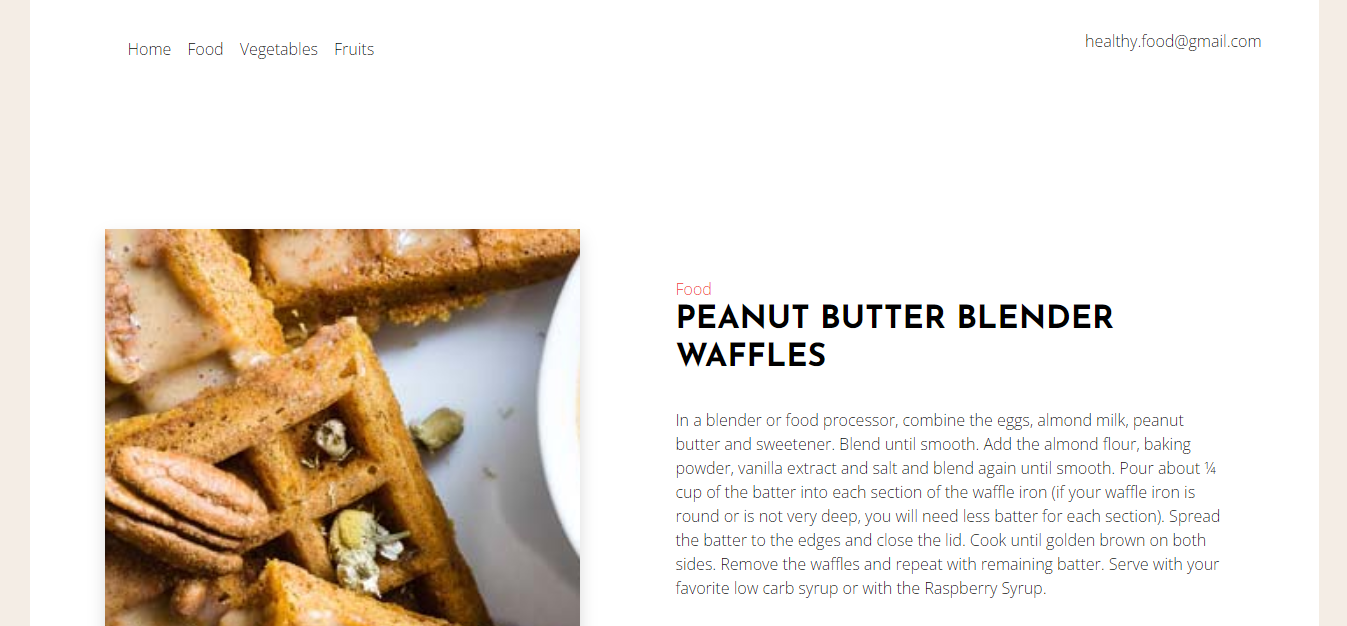 Home Food Vegetables Fruits
healthy.food@gmail.com
Food
PEANUT BUTTER BLENDER
WAFFLES
In a blender or food processor, combine the eggs, almond milk, peanut
butter and sweetener. Blend until smooth. Add the almond flour, baking
powder, vanilla extract and salt and blend again until smooth. Pour about ¼
cup of the batter into each section of the waffle iron (if your waffle iron is
round or is not very deep, you will need less batter for each section). Spread
the batter to the edges and close the lid. Cook until golden brown on both
sides. Remove the waffles and repeat with remaining batter. Serve with your
favorite low carb syrup or with the Raspberry Syrup.